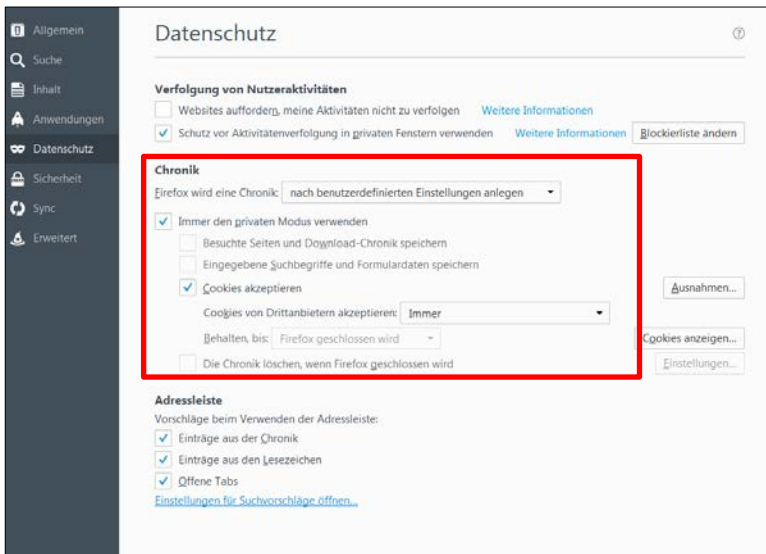 Allgemein
Suche
Inhalt
Anwendungen
Datenschutz
Sicherheit
Sync
Erweitert
Datenschutz
Verfolgung von Nutzeraktivitäten
Websites auffordern, meine Aktivitäten nicht zu verfolgen Weitere Informationen
Schutz vor Aktivitätenverfolgung in privaten Fenstern verwenden Weitere Informationen Blockierliste ändern
Chronik
Firefox wird eine Chronik: nach benutzerdefinierten Einstellungen anlegen
Immer den privaten Modus verwenden
Besuchte Seiten und Download-Chronik speichern
Eingegebene Suchbegriffe und Formulardaten speichern
Cookies akzeptieren Ausnahmen...
Cookies von Drittanbietern akzeptieren: Immer
Behalten, bis: Firefox geschlossen wird Cookies anzeigen...
Die Chronik löschen, wenn Firefox geschlossen wird Einstellungen...
Adressleiste
Vorschläge beim Verwenden der Adressleiste:
Einträge aus der Chronik
Einträge aus den Lesezeichen
Offene Tabs
Einstellungen für Suchvorschläge öffnen...